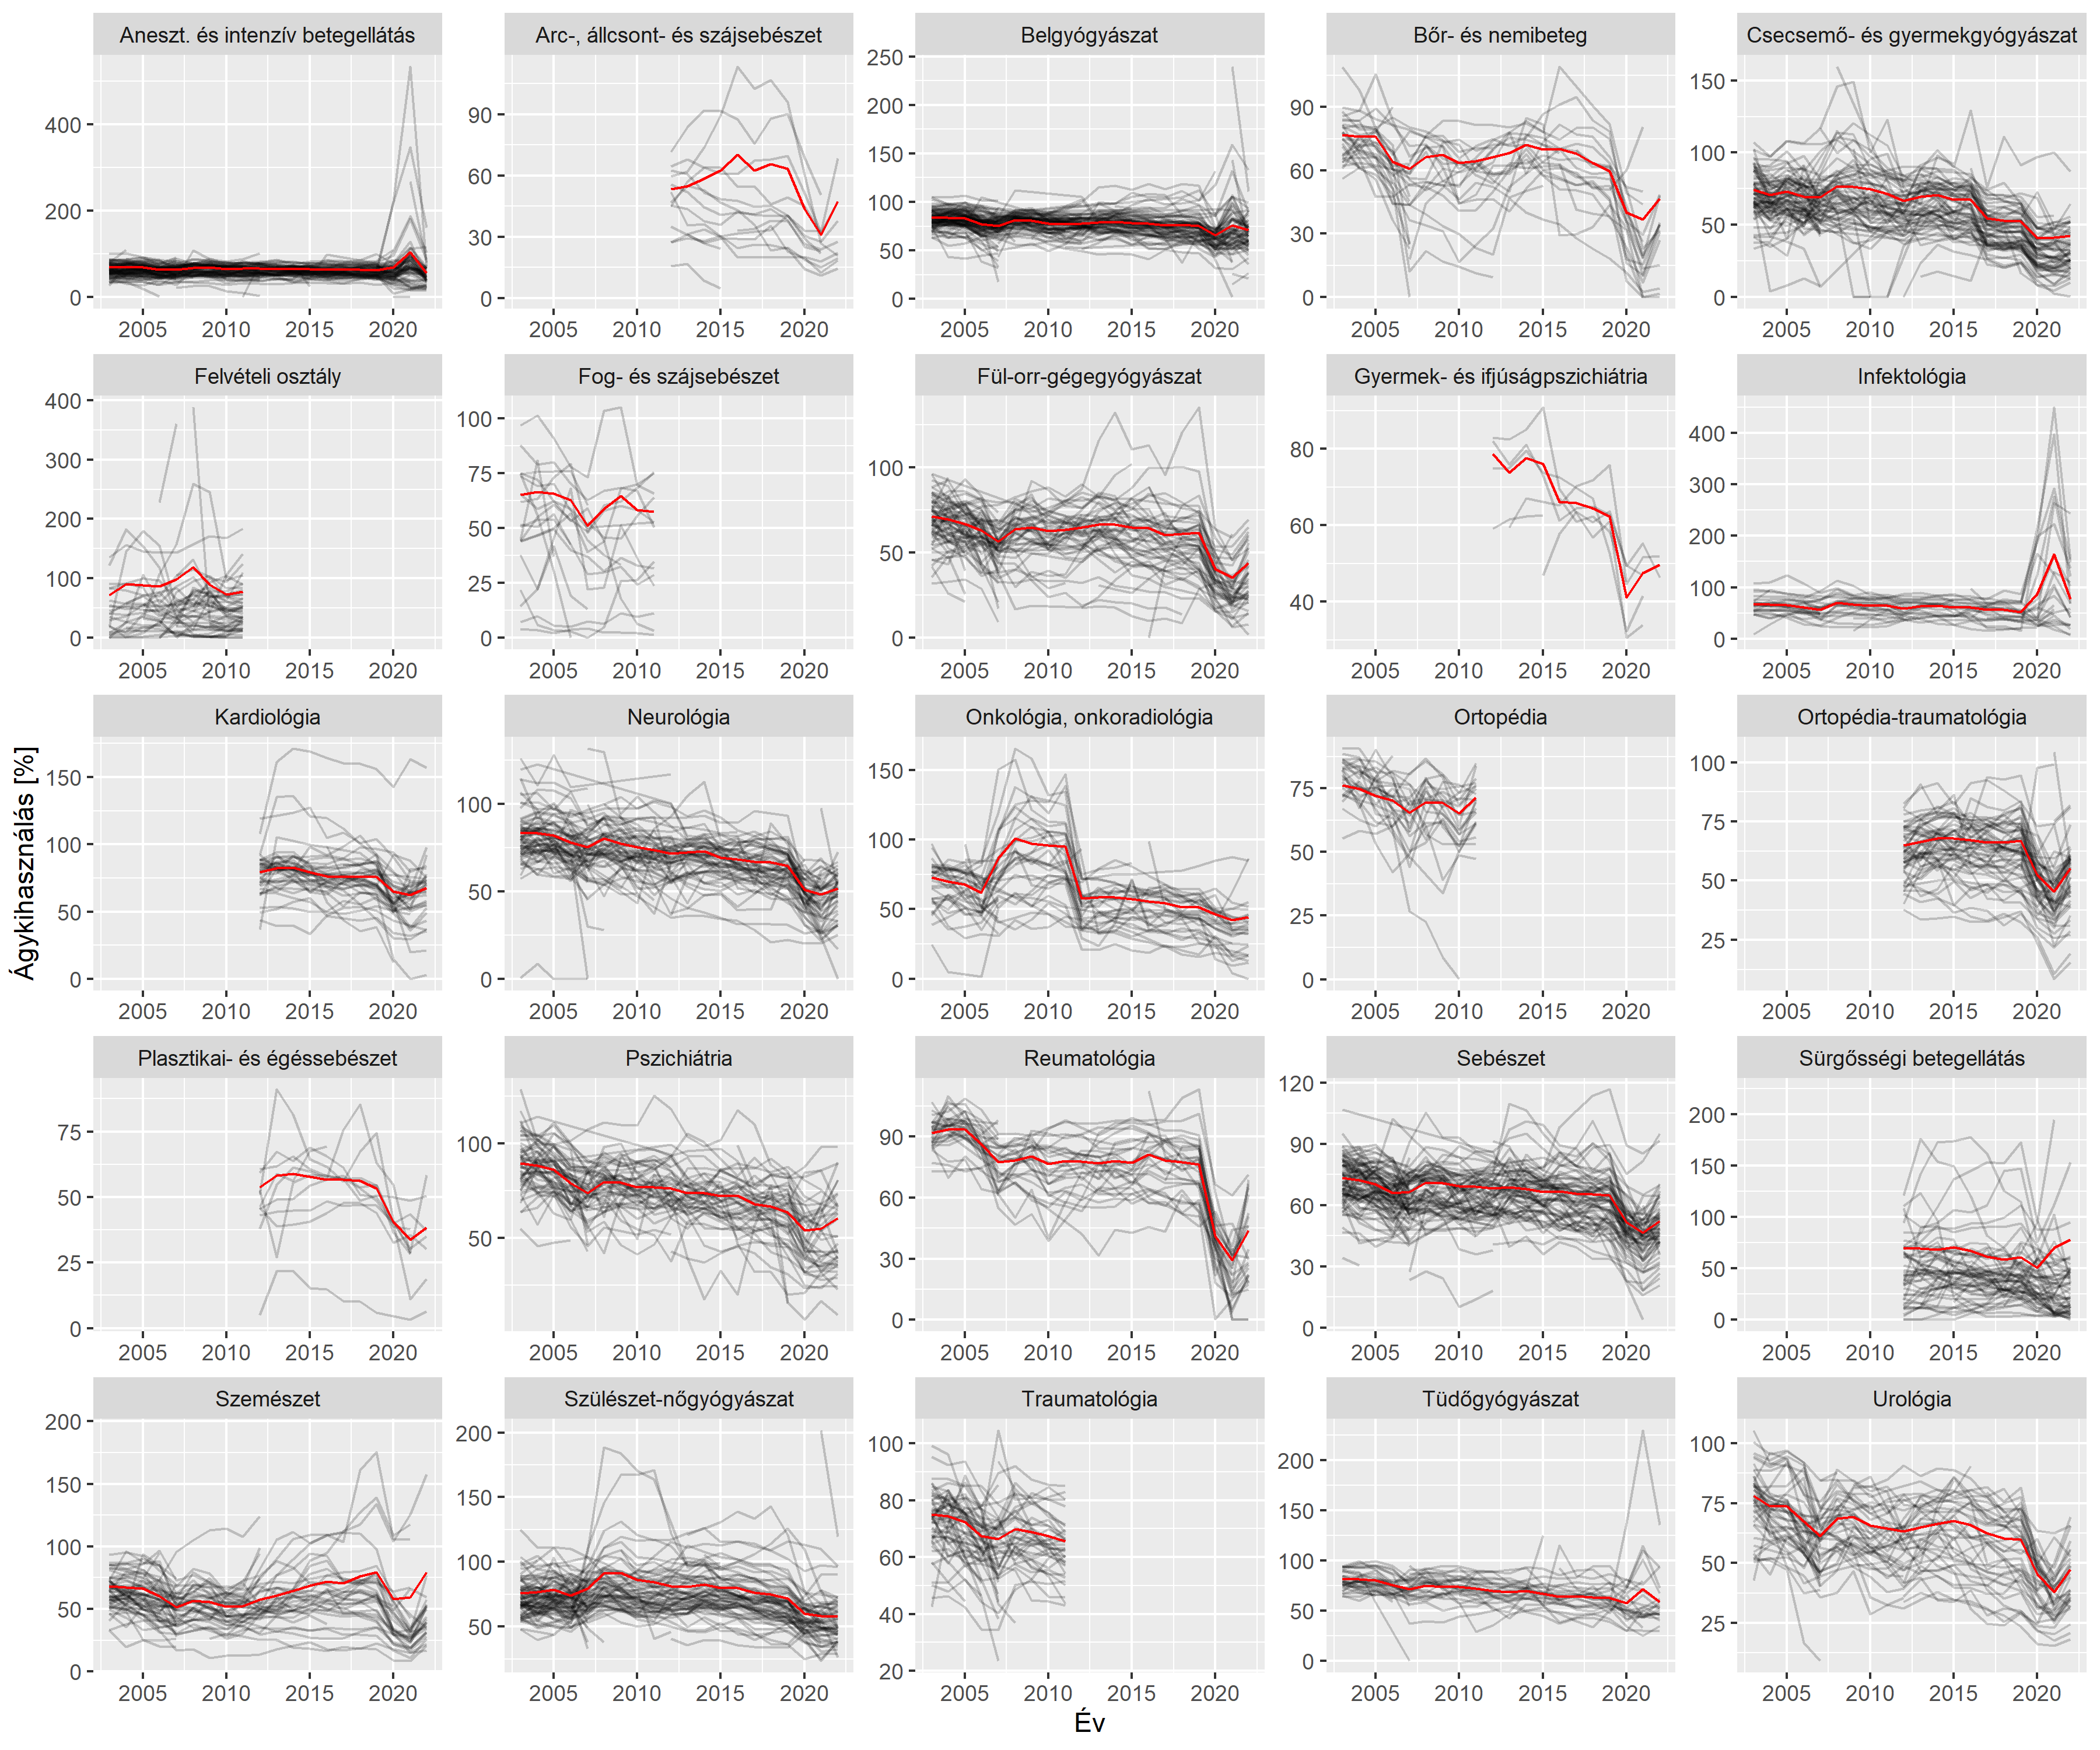 Aneszt. és intenzív betegellátás
Arc-, állcsont- és szájsebészet
Belgyógyászat
Bőr- és nemibeteg
Csecsemő- és gyermekgyógyászat
0 200 400
0 30 60 90
0 50 100 150 200 250
0 30 60 90
0 50 100 150
2005 2010 2015 2020
2005 2010 2015 2020
2005 2010 2015 2020
2005 2010 2015 2020
2005 2010 2015 2020
Felvételi osztály
Fog- és szájsebészet
Fül-orr-gégegyógyászat
Gyermek- és ifjúságpszichiátria
Infektológia
0 100 200 300 400
0 25 50 75 100
0 50 100
40 60 80
0 100 200 300 400
2005 2010 2015 2020
2005 2010 2015 2020
2005 2010 2015 2020
2005 2010 2015 2020
2005 2010 2015 2020
Ágykihasználás [%]
Kardiológia
Neurológia
Onkológia, onkoradiológia
Ortopédia
Ortopédia-traumatológia
0 50 100 150
0 50 100
0 50 100 150
0 25 50 75
25 50 75 100
2005 2010 2015 2020
2005 2010 2015 2020
2005 2010 2015 2020
2005 2010 2015 2020
2005 2010 2015 2020
Plasztikai- és égéssebészet
Pszichiátria
Reumatológia
Sebészet
Sürgősségi betegellátás
0 25 50 75
50 100
0 30 60 90
0 30 60 90 120
0 50 100 150 200
2005 2010 2015 2020
2005 2010 2015 2020
2005 2010 2015 2020
2005 2010 2015 2020
2005 2010 2015 2020
Szemészet
Szülészet-nőgyógyászat
Traumatológia
Tüdőgyógyászat
Urológia
0 50 100 150 200
50 100 150 200
20 40 60 80 100
0 50 100 150 200
25 50 75 100
2005 2010 2015 2020
2005 2010 2015 2020
2005 2010 2015 2020
2005 2010 2015 2020
2005 2010 2015 2020
Év